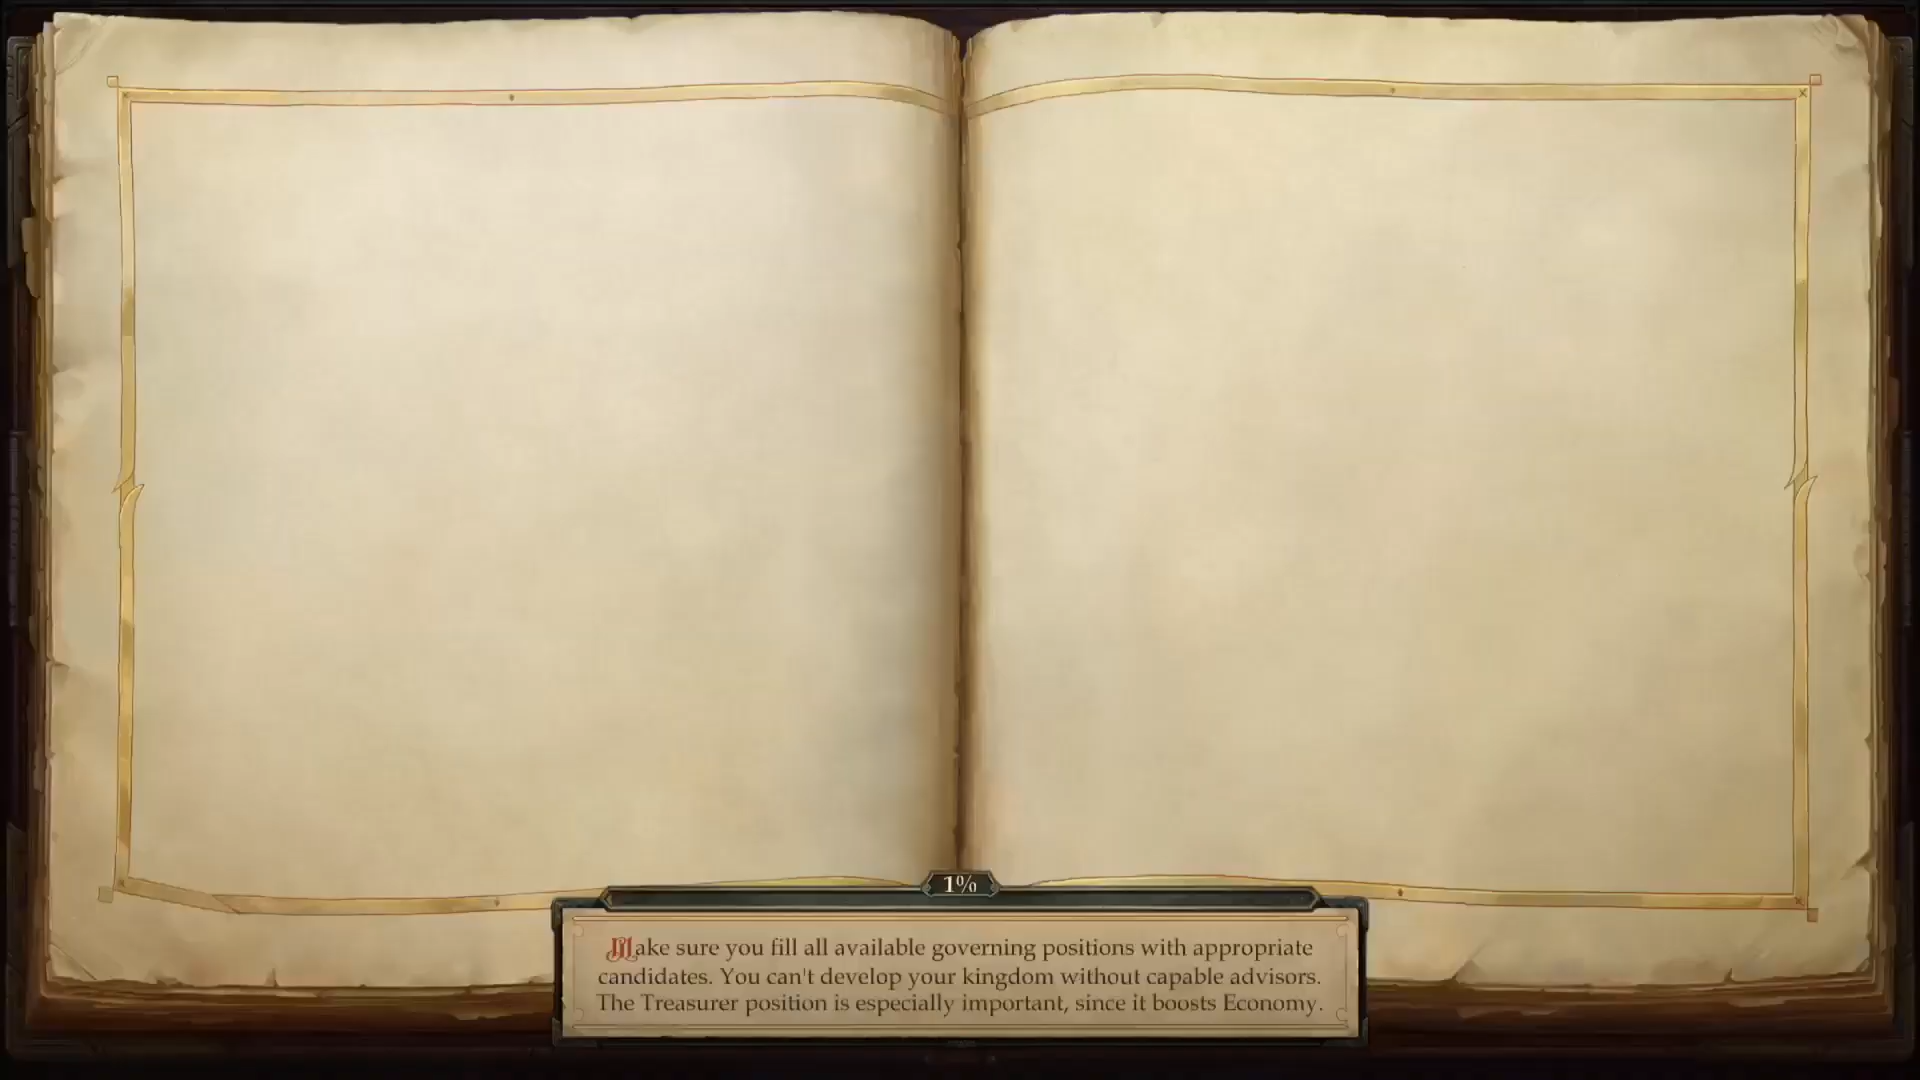 1%
Make sure you fill all available governing positions with appropriate
candidates. You can't develop your kingdom without capable advisors.
The Treasurer position is especially important, since it boosts Economy.